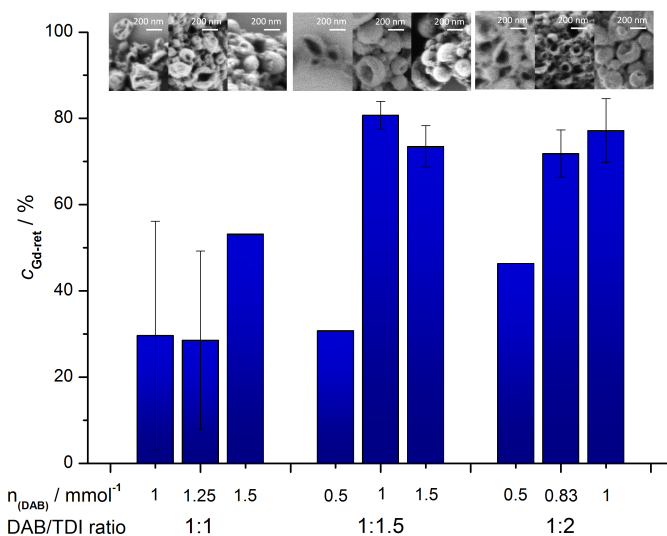 200 nm 200 nm 200 nm 200 nm 200 nm 200 nm 200 nm 200 nm 200 nm
100
80
60
40
20
0
C Gd-ret / %
n(DAB) / mmol-1 1 1.25 1.5 0.5 1 1.5 0.5 0.83 1
DAB/TDI ratio 1:1 1:1.5 1:2